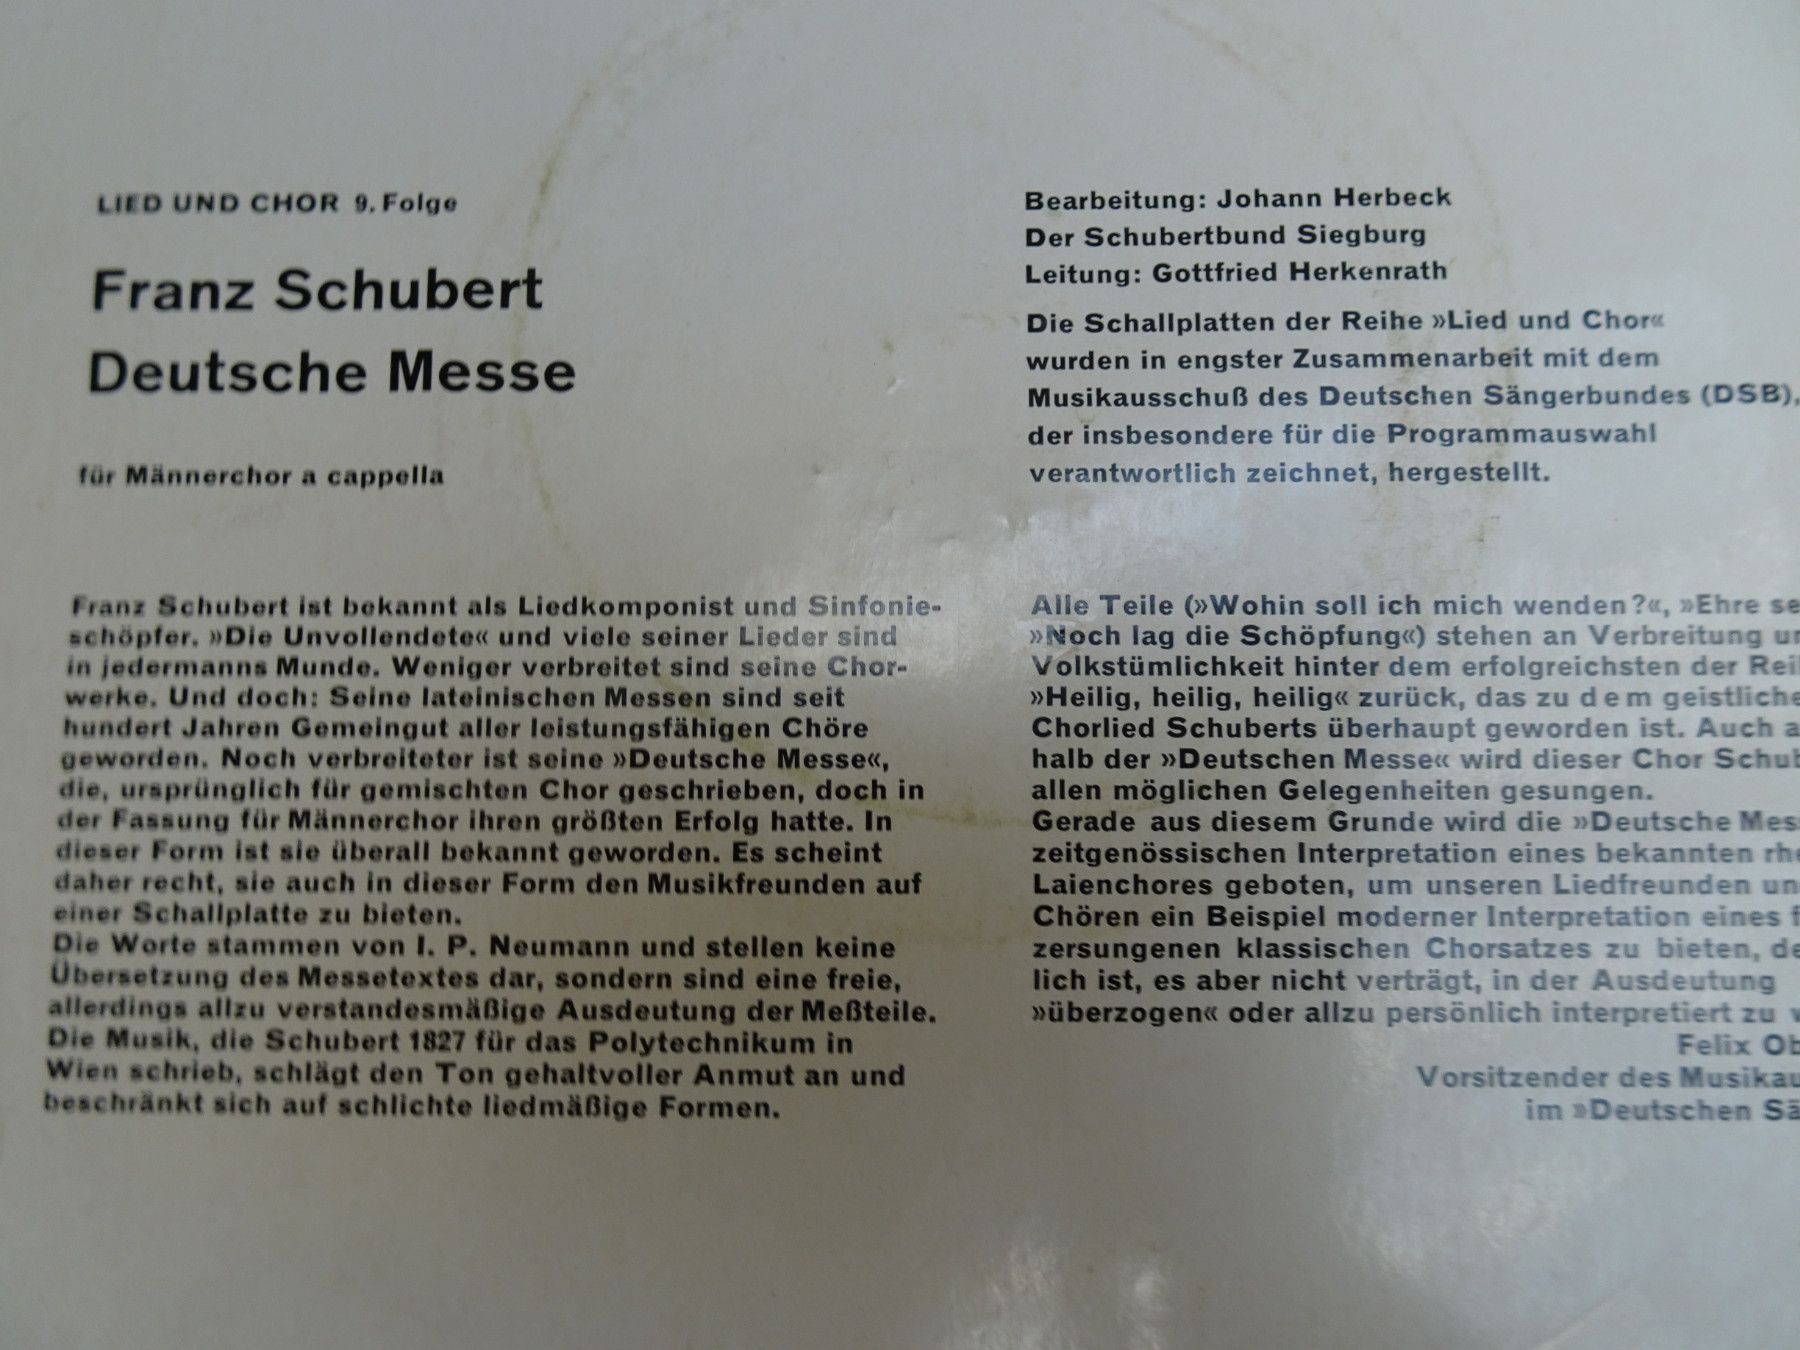 LIED UND CHOR 9. Folge
Franz Schubert
Deutsche Messe
für Männerchor a cappella
Bearbeitung: Johann Herbeck
Der Schubertbund Siegburg
Leitung: Gottfried Herkenrath
Die Schallplatten der Reihe »Lied und Chor«
wurden in engster Zusammenarbeit mit dem
Musikausschuß des Deutschen Sängerbundes (DSB),
der insbesondere für die Programmauswahl
verantwortlich zeichnet, hergestellt.
Franz Schubert ist bekannt als Liedkomponist und Sinfonie-
schöpfer. »Die Unvollendete« und viele seiner Lieder sind
in jedermanns Munde. Weniger verbreitet sind seine Chor-
werke. Und doch: Seine lateinischen Messen sind seit
hundert Jahren Gemeingut aller leistungsfähigen Chöre
geworden. Noch verbreiteter ist seine »Deutsche Messe«,
die, ursprünglich für gemischten Chor geschrieben, doch in
der Fassung für Männerchor ihren größten Erfolg hatte. In
dieser Form ist sie überall bekannt geworden. Es scheint
daher recht, sie auch in dieser Form den Musikfreunden auf
einer Schallplatte zu bieten.
Die Worte stammen von I. P. Neumann und stellen keine
Übersetzung des Messetextes dar, sondern sind eine freie,
allerdings allzu verstandesmäßige Ausdeutung der Meßteile.
Die Musik, die Schubert 1827 für das Polytechnikum in
Wien schrieb, schlägt den Ton gehaltvoller Anmut an und
beschränkt sich auf schlichte liedmäßige Formen.
Alle Teile (»Wohin soll ich mich wenden?«, »Ehre
»Noch lag die Schöpfung«) stehen an Verbreitung
Volkstümlichkeit hinter dem erfolgreichsten der
»Heilig, heilig, heilig« zurück, das zu dem
Chorlied Schuberts überhaupt geworden ist. Auch
halb der »Deutschen Messe« wird dieser Chor
allen möglichen Gelegenheiten gesungen.
Gerade aus diesem Grunde wird die »Deutsche
zeitgenössischen Interpretation eines bekannten
Laienchores geboten, um unseren Liedfreunden
Chören ein Beispiel moderner Interpretation eines
zersungenen klassischen Chorsatzes zu bieten,
lich ist, es aber nicht verträgt, in der Ausdeutung
»überzogen« oder allzu persönlich interpretiert zu
Felix
Vorsitzender des
im »Deutschen